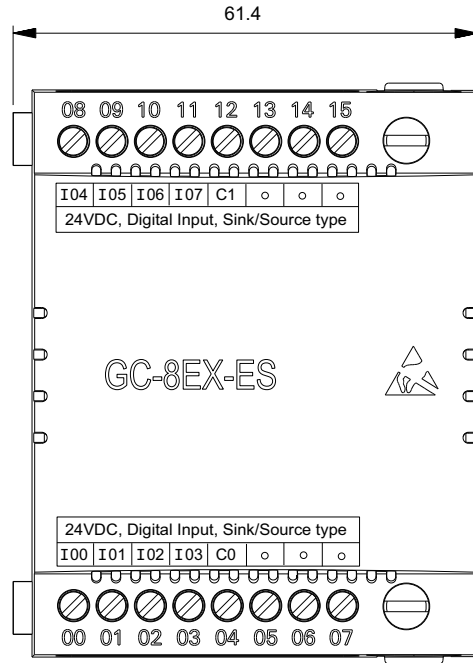 61.4
08 09 10 11 12 13 14 15
I04 I05 I06 I07 C1
24VDC, Digital Input, Sink/Source type
GC-8EX-ES
24VDC, Digital Input, Sink/Source type
I00 I01 I02 I03 C0
00 01 02 03 04 05 06 07